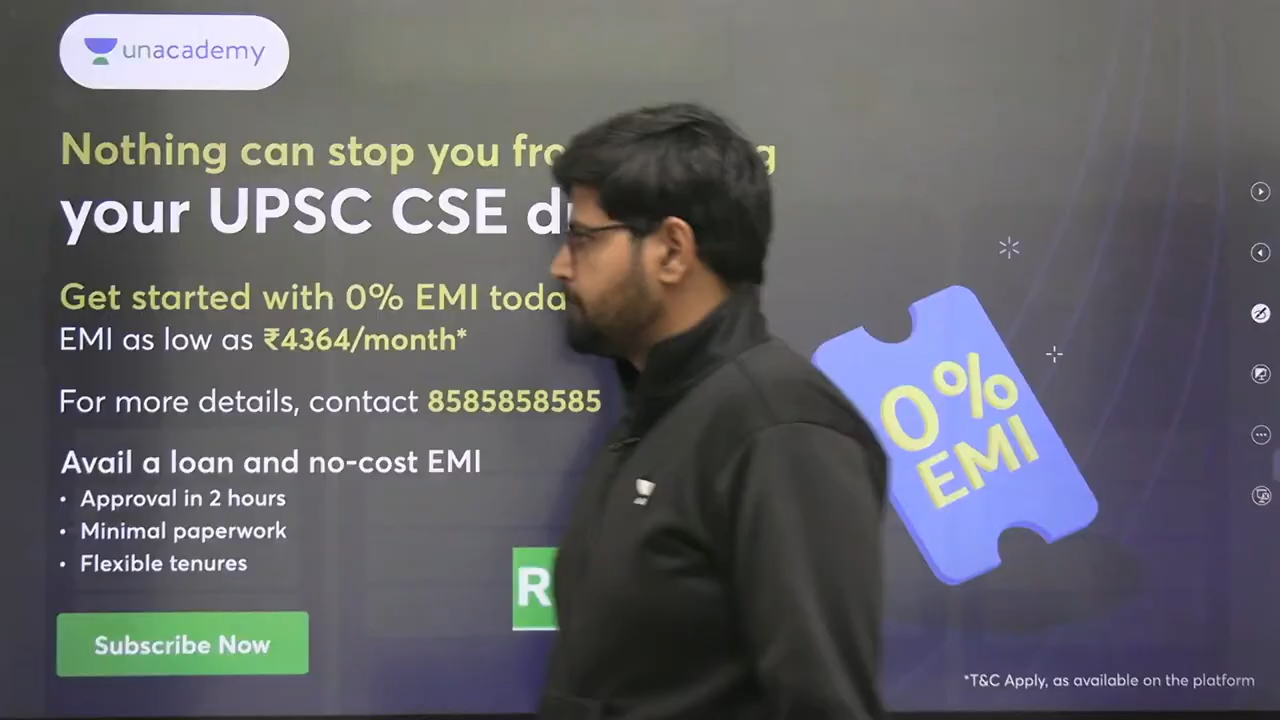 unacademy
Nothing can stop you
your UPSC CSE
Get started with 0% EMI
EMI as low as ₹4364/month*
For more details, contact 8585858585
Avail a loan and no-cost EMI
• Approval in 2 hours
• Minimal paperwork
• Flexible tenures
Subscribe Now
0%
EMI
*T&C Apply, as available on the platform